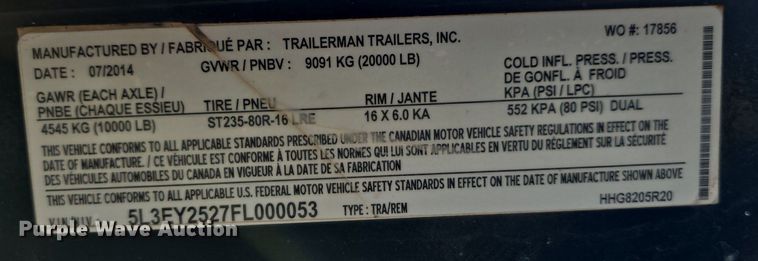 WO #: 17856
MANUFACTURED BY / FABRIQUÉ PAR : TRAILERMAN TRAILERS, INC.
DATE : 07/2014 GVWR / PNBV : 9091 KG (20000 LB)
COLD INFL. PRESS. / PRESS.
DE GONFL. À FROID
KPA (PSI / LPC)
GAWR (EACH AXLE) /
PNBE (CHAQUE ESSIEU) TIRE / PNEU RIM / JANTE
4545 KG (10000 LB) ST235-80R-16 LRE 16 X 6.0 KA 552 KPA (80 PSI) DUAL
THIS VEHICLE CONFORMS TO ALL APPLICABLE STANDARDS PRESCRIBED UNDER THE CANADIAN MOTOR VEHICLE SAFETY REGULATIONS IN EFFECT ON THE
DATE OF MANUFACTURE. / CE VÉHICULE EST CONFORME À TOUTES LES NORMES QUI LUI SONT APPLICABLES EN VERTU DU RÈGLEMENT SUR LA SÉCURITÉ
DES VÉHICULES AUTOMOBILES DU CANADA EN VIGUEUR À LA DATE DE SA FABRICATION
THIS VEHICLE CONFORMS TO ALL APPLICABLE U.S. FEDERAL MOTOR VEHICLE SAFETY STANDARDS IN EFFECT ON THE DATE OF MANUFACTURE SHOWN ABOVE
5L3FY2527FL000053 TYPE : TRA/REM HHG8205R20
Purple Wave Auction